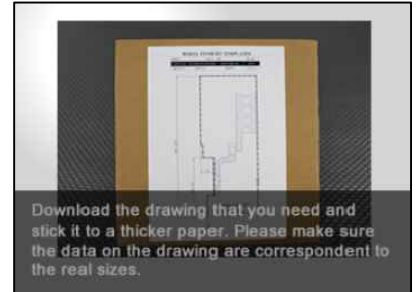 Download the drawing that you need and
stick it to a thicker paper. Please make sure
the data on the drawing are correspondent to
the real sizes.